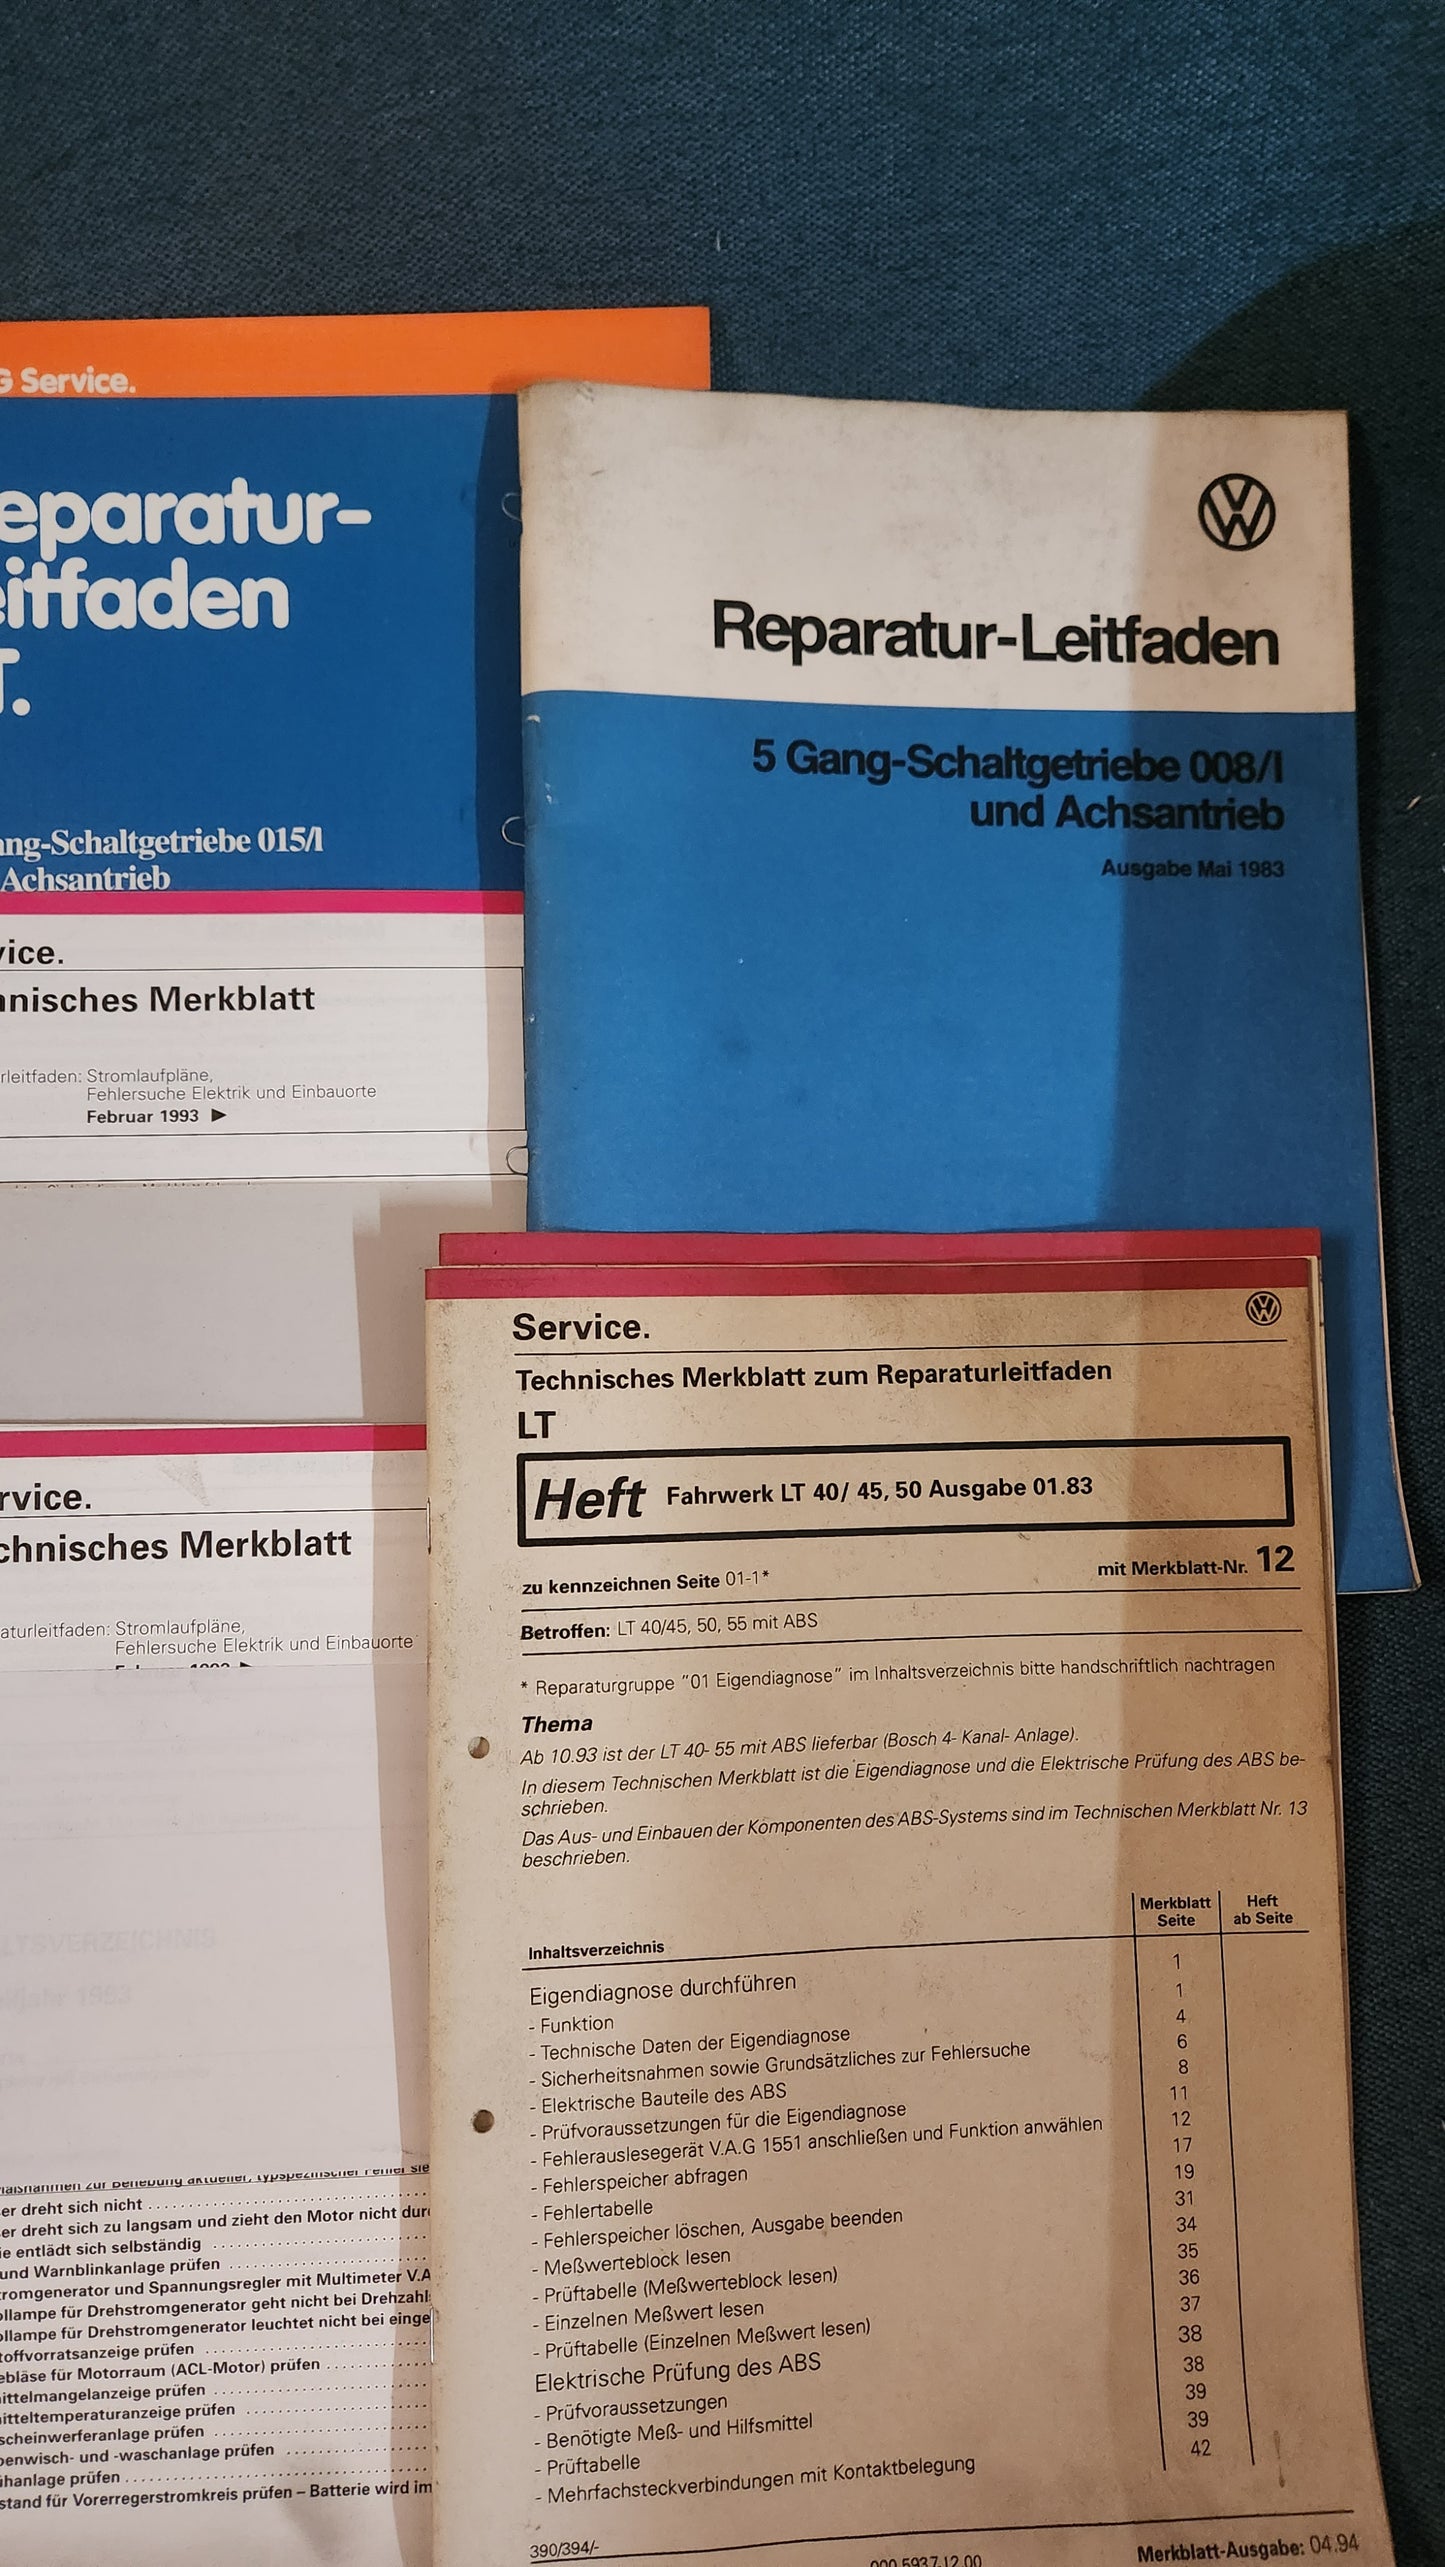 Service.
eparatur-
eitfaden
T.
ang-Schaltgetriebe 015/1
Achsantrieb
Reparatur-Leitfaden
5 Gang-Schaltgetriebe 008/1
und Achsantrieb
Ausgabe Mai 1983
vice.
nnisches Merkblatt
rleitfaden: Stromlaufpläne,
Fehlersuche Elektrik und Einbauorte
Februar 1993 ►
rvice.
chnisches Merkblatt
aturleitfaden: Stromlaufpläne,
Fehlersuche Elektrik und Einbauorte
LTSVERZEICHNIS
er dreht sich nicht
er dreht sich zu langsam und zieht den Motor nicht dur
ie entlädt sich selbständig
und Warnblinkanlage prüfen
romgenerator und Spannungsregler mit Multimeter V.A
ollampe für Drehstromgenerator geht nicht bei Drehzahl
ollampe für Drehstromgenerator leuchtet nicht bei einge
toffvorratsanzeige prüfen
ebläse für Motorraum (ACL-Motor) prüfen
ittelmangelanzeige prüfen
itteltemperaturanzeige prüfen
scheinwerferanlage prüfen
benwisch- und -waschanlage prüfen
ühanlage prüfen
stand für Vorerregerstromkreis prüfen – Batterie wird im
Service.
Technisches Merkblatt zum Reparaturleitfaden
LT
Heft Fahrwerk LT 40/ 45, 50 Ausgabe 01.83
zu kennzeichnen Seite 01-1* mit Merkblatt-Nr. 12
Betroffen: LT 40/45, 50, 55 mit ABS
* Reparaturgruppe "01 Eigendiagnose" im Inhaltsverzeichnis bitte handschriftlich nachtragen
Thema
Ab 10.93 ist der LT 40- 55 mit ABS lieferbar (Bosch 4- Kanal- Anlage).
In diesem Technischen Merkblatt ist die Eigendiagnose und die Elektrische Prüfung des ABS be-
schrieben.
Das Aus- und Einbauen der Komponenten des ABS-Systems sind im Technischen Merkblatt Nr. 13
beschrieben.
Merkblatt Heft
Seite ab Seite
Inhaltsverzeichnis
Eigendiagnose durchführen 1
- Funktion 1
- Technische Daten der Eigendiagnose 4
- Sicherheitsnahmen sowie Grundsätzliches zur Fehlersuche 6
- Elektrische Bauteile des ABS 8
- Prüfvoraussetzungen für die Eigendiagnose 11
- Fehlerauslesegerät V.A.G 1551 anschließen und Funktion anwählen 12
- Fehlerspeicher abfragen 17
- Fehlertabelle 19
- Fehlerspeicher löschen, Ausgabe beenden 31
- Meßwerteblock lesen 34
- Prüftabelle (Meßwerteblock lesen) 35
- Einzelnen Meßwert lesen 36
- Prüftabelle (Einzelnen Meßwert lesen) 37
Elektrische Prüfung des ABS 38
- Prüfvoraussetzungen 38
- Benötigte Meß- und Hilfsmittel 39
- Prüftabelle 39
- Mehrfachsteckverbindungen mit Kontaktbelegung 42
390/394/- 000.5937.12.00 Merkblatt-Ausgabe: 04.94